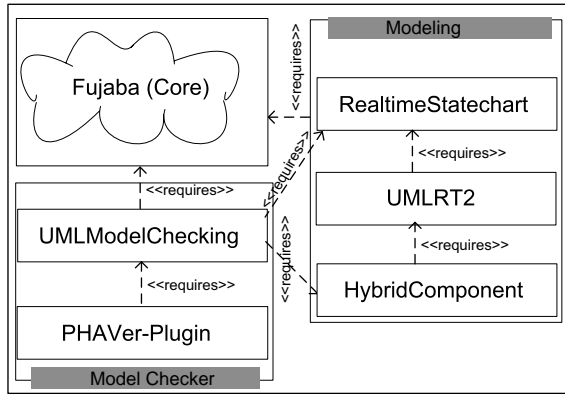 Modeling
Fujaba (Core)
<<requires>>
RealtimeStatechart
<<requires>>
<<requires>>
<<requires>>
UMLModelChecking
UMLRT2
<<requires>>
<<requires>>
<<requires>>
HybridComponent
PHAVer-Plugin
Model Checker